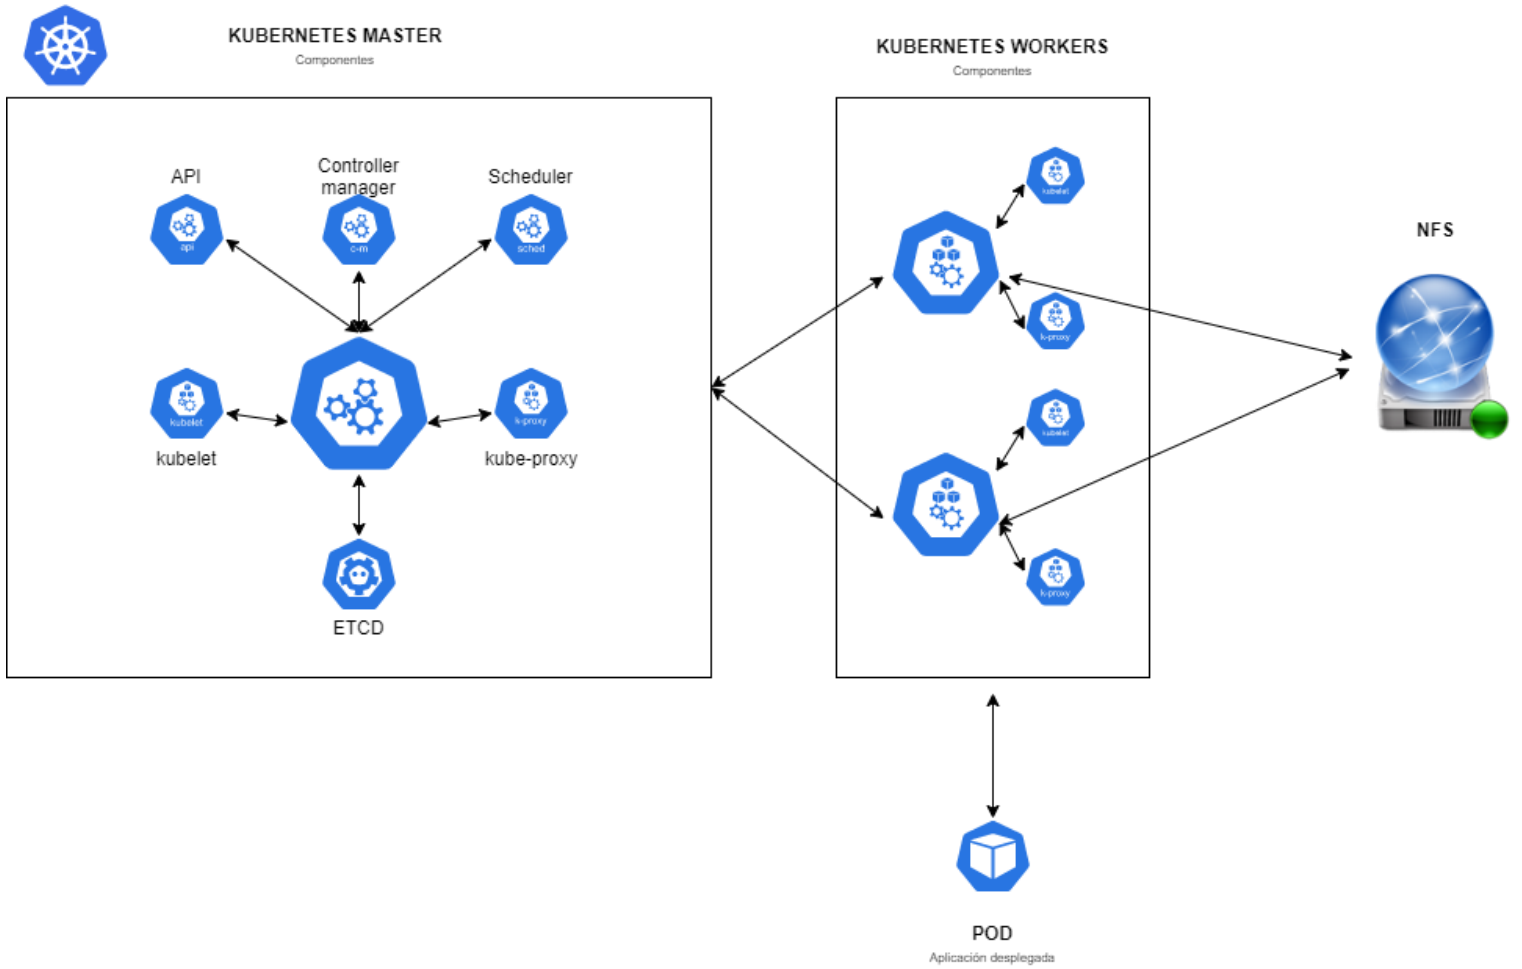 KUBERNETES MASTER
Componentes
KUBERNETES WORKERS
Componentes
API
Controller
manager
Scheduler
api
c-m
sched
kubelet
k-proxy
kubelet
kube-proxy
ETCD
kubelet
k-proxy
kubelet
k-proxy
NFS
POD
Aplicación desplegada